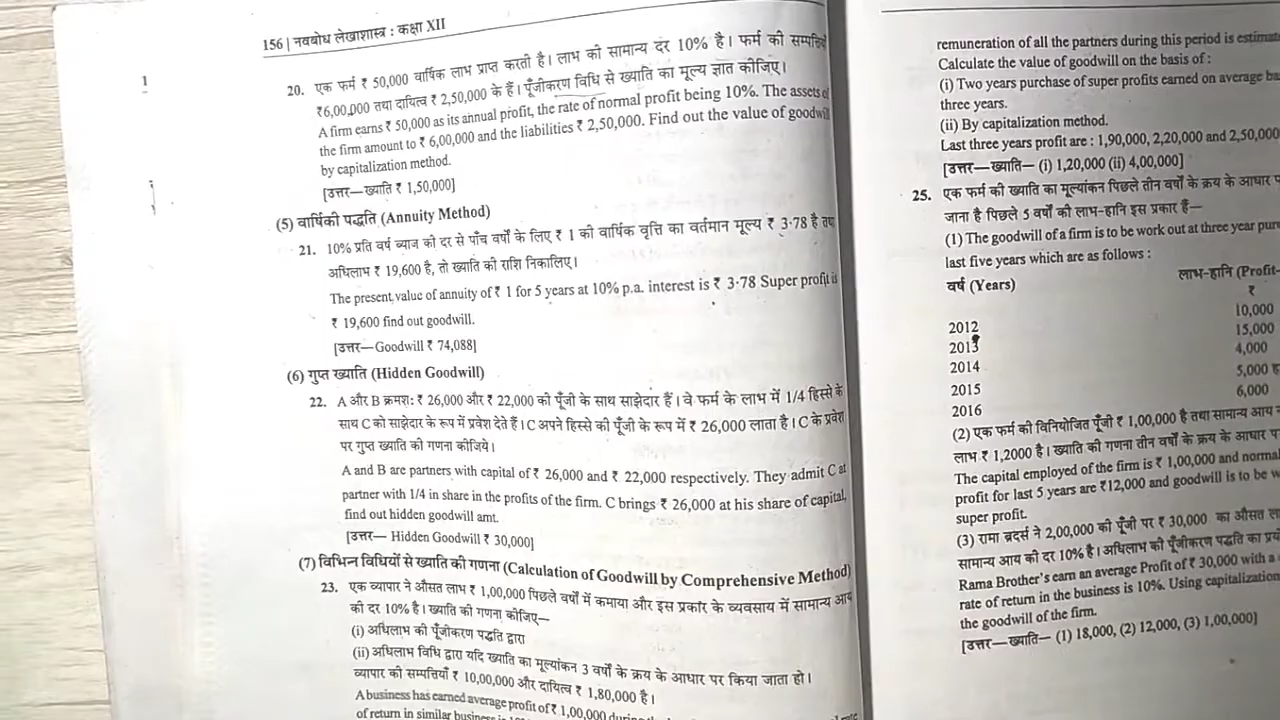 156 | नवबोध लेखाशास्त्र : कक्षा XII
20. एक फर्म ₹ 50,000 वार्षिक लाभ प्राप्त करती है। लाभ की सामान्य दर 10% है। फर्म की सम्पत्तियाँ
₹6,00,000 तथा दायित्व ₹ 2,50,000 के हैं। पूँजीकरण विधि से ख्याति का मूल्य ज्ञात कीजिए।
A firm earns ₹ 50,000 as its annual profit, the rate of normal profit being 10%. The assets of
the firm amount to ₹ 6,00,000 and the liabilities ₹ 2,50,000. Find out the value of goodwill
by capitalization method.
[उत्तर—ख्याति ₹ 1,50,000]
(5) वार्षिकी पद्धति (Annuity Method)
21. 10% प्रति वर्ष ब्याज की दर से पाँच वर्षों के लिए ₹ 1 की वार्षिक वृत्ति का वर्तमान मूल्य ₹ 3·78 है तथा
अधिलाभ ₹ 19,600 है, तो ख्याति की राशि निकालिए।
The present value of annuity of ₹ 1 for 5 years at 10% p.a. interest is ₹ 3·78 Super profit is
₹ 19,600 find out goodwill.
[उत्तर—Goodwill ₹ 74,088]
(6) गुप्त ख्याति (Hidden Goodwill)
22. A और B क्रमश: ₹ 26,000 और ₹ 22,000 की पूँजी के साथ साझेदार हैं। वे फर्म के लाभ में 1/4 हिस्से के
साथ C को साझेदार के रूप में प्रवेश देते हैं। C अपने हिस्से की पूँजी के रूप में ₹ 26,000 लाता है। C के प्रवेश
पर गुप्त ख्याति की गणना कीजिये।
A and B are partners with capital of ₹ 26,000 and ₹ 22,000 respectively. They admit C at
partner with 1/4 in share in the profits of the firm. C brings ₹ 26,000 at his share of capital,
find out hidden goodwill amt.
[उत्तर— Hidden Goodwill ₹ 30,000]
(7) विभिन्न विधियों से ख्याति की गणना (Calculation of Goodwill by Comprehensive Method)
23. एक व्यापार ने औसत लाभ ₹ 1,00,000 पिछले वर्षों में कमाया और इस प्रकार के व्यवसाय में सामान्य आय
की दर 10% है। ख्याति की गणना कीजिए—
(i) अधिलाभ की पूँजीकरण पद्धति द्वारा
(ii) अधिलाभ विधि द्वारा यदि ख्याति का मूल्यांकन 3 वर्षों के क्रय के आधार पर किया जाता हो।
व्यापार की सम्पत्तियाँ ₹ 10,00,000 और दायित्व ₹ 1,80,000 है।
A business has earned average profit of ₹ 1,00,000
of return in similar business
remuneration of all the partners during this period is
Calculate the value of goodwill on the basis of :
(i) Two years purchase of super profits earned on average
three years.
(ii) By capitalization method.
Last three years profit are : 1,90,000, 2,20,000 and 2,50,000
[उत्तर—ख्याति— (i) 1,20,000 (ii) 4,00,000]
25. एक फर्म की ख्याति का मूल्यांकन पिछले तीन वर्षों के क्रय के आधार
जाना है पिछले 5 वर्षों की लाभ-हानि इस प्रकार हैं—
(1) The goodwill of a firm is to be work out at three year
last five years which are as follows :
वर्ष (Years) लाभ-हानि (Profit-
₹
10,000
2012 15,000
2013 4,000
2014 5,000
2015 6,000
2016
(2) एक फर्म की विनियोजित पूँजी ₹ 1,00,000 है तथा सामान्य आय
लाभ ₹ 1,2000 है। ख्याति की गणना तीन वर्षों के क्रय के आधार
The capital employed of the firm is ₹ 1,00,000 and normal
profit for last 5 years are ₹12,000 and goodwill is to be
super profit.
(3) रामा ब्रदर्स ने 2,00,000 की पूँजी पर ₹ 30,000 का औसत
सामान्य आय की दर 10% है। अधिलाभ की पूँजीकरण पद्धति का
Rama Brother's earn an average Profit of ₹ 30,000 with a
rate of return in the business is 10%. Using capitalization
the goodwill of the firm.
[उत्तर—ख्याति— (1) 18,000, (2) 12,000, (3) 1,00,000]